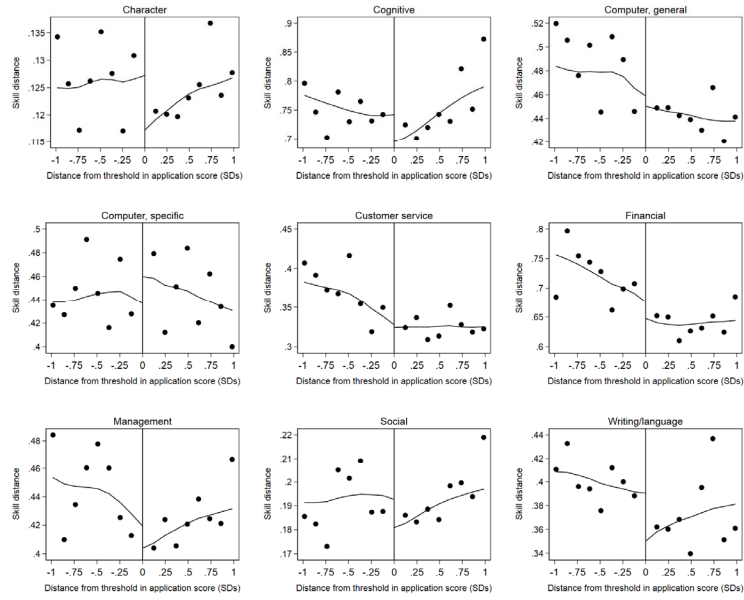 Character
.135
.13
.125
.12
.115
Skill distance
-1 -.75 -.5 -.25 0 .25 .5 .75 1
Distance from threshold in application score (SDs)
Cognitive
.9
.85
.8
.75
.7
Skill distance
-1 -.75 -.5 -.25 0 .25 .5 .75 1
Distance from threshold in application score (SDs)
Computer, general
.52
.5
.48
.46
.44
.42
Skill distance
-1 -.75 -.5 -.25 0 .25 .5 .75 1
Distance from threshold in application score (SDs)
Computer, specific
.5
.48
.46
.44
.42
.4
Skill distance
-1 -.75 -.5 -.25 0 .25 .5 .75 1
Distance from threshold in application score (SDs)
Customer service
.45
.4
.35
.3
Skill distance
-1 -.75 -.5 -.25 0 .25 .5 .75 1
Distance from threshold in application score (SDs)
Financial
.8
.75
.7
.65
.6
Skill distance
-1 -.75 -.5 -.25 0 .25 .5 .75 1
Distance from threshold in application score (SDs)
Management
.48
.46
.44
.42
.4
Skill distance
-1 -.75 -.5 -.25 0 .25 .5 .75 1
Distance from threshold in application score (SDs)
Social
.22
.21
.2
.19
.18
.17
Skill distance
-1 -.75 -.5 -.25 0 .25 .5 .75 1
Distance from threshold in application score (SDs)
Writing/language
.44
.42
.4
.38
.36
.34
Skill distance
-1 -.75 -.5 -.25 0 .25 .5 .75 1
Distance from threshold in application score (SDs)